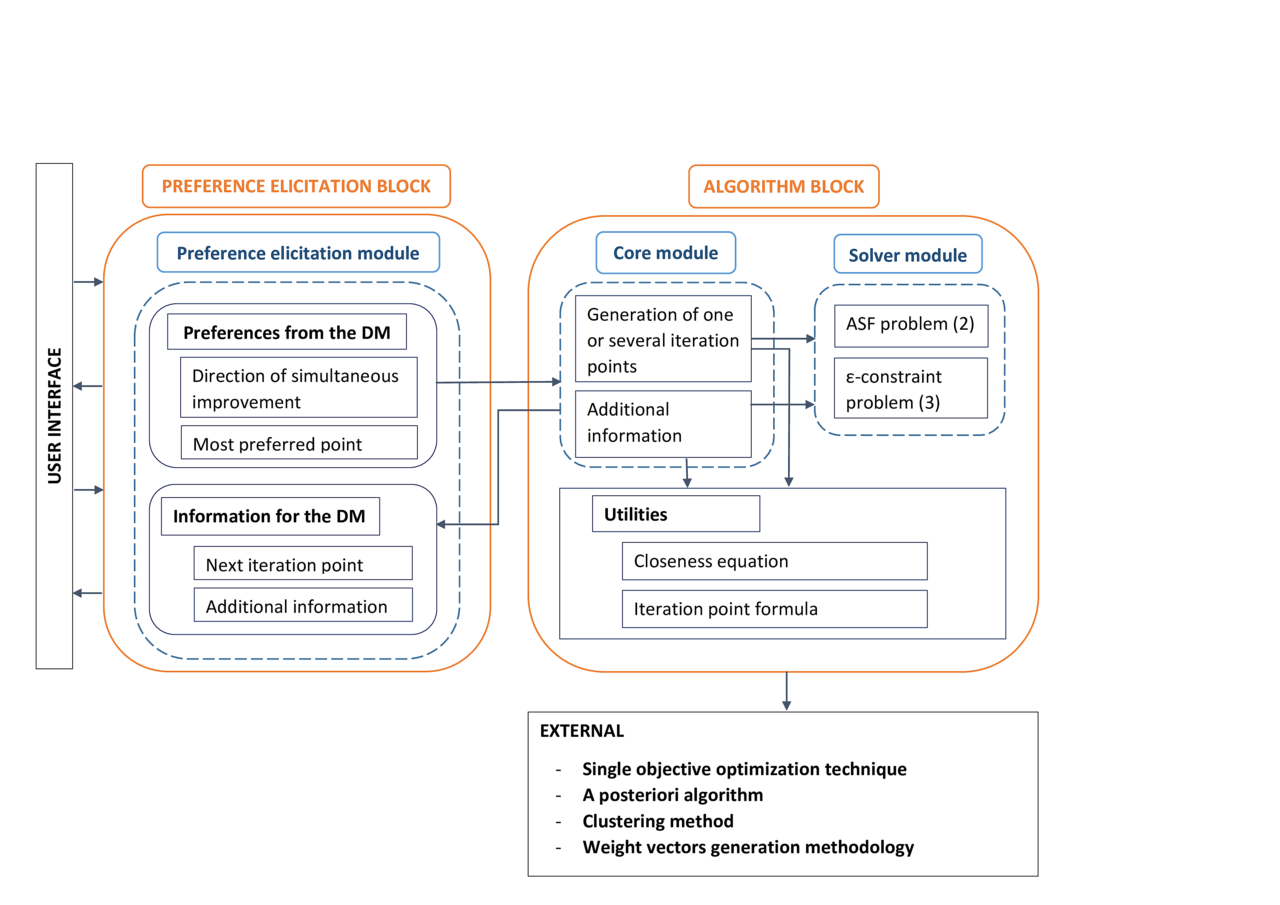 USER INTERFACE
PREFERENCE ELICITATION BLOCK
Preference elicitation module
Preferences from the DM
Direction of simultaneous
improvement
Most preferred point
Information for the DM
Next iteration point
Additional information
ALGORITHM BLOCK
Core module
Generation of one
or several iteration
points
Additional
information
Solver module
ASF problem (2)
ε-constraint
problem (3)
Utilities
Closeness equation
Iteration point formula
EXTERNAL
- Single objective optimization technique
- A posteriori algorithm
- Clustering method
- Weight vectors generation methodology